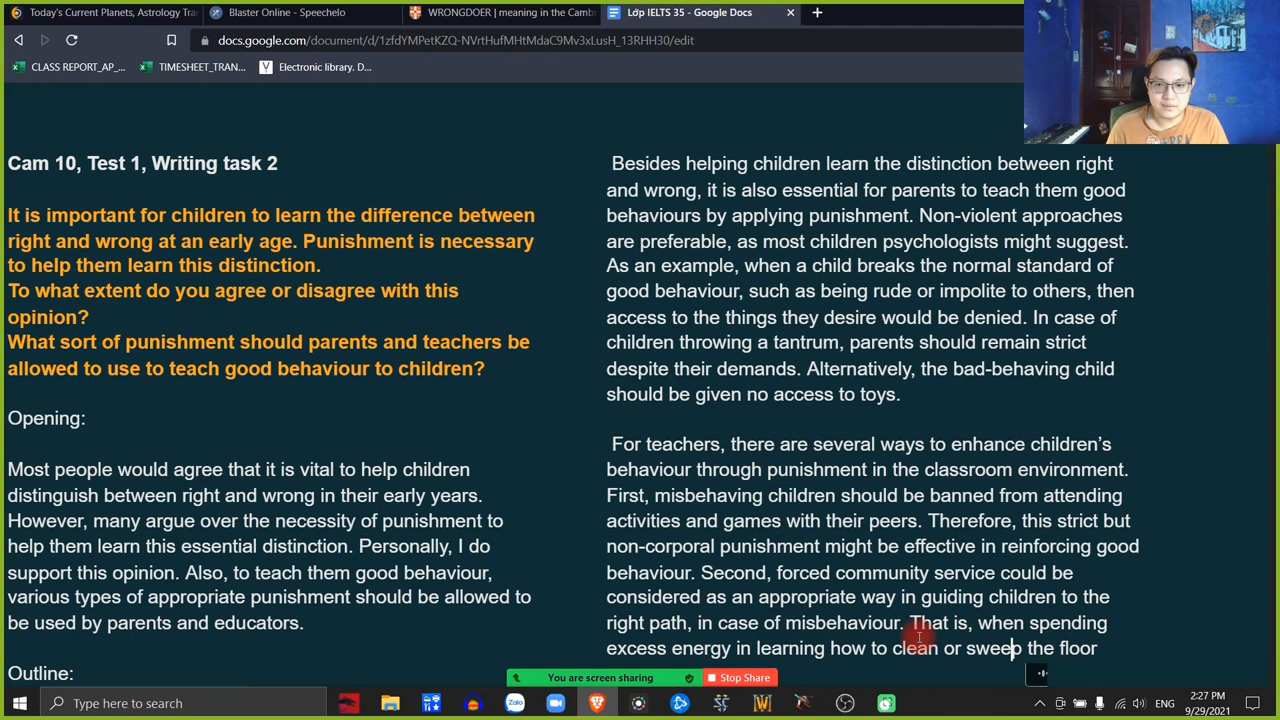 Today's Current Planets, Astrology Tra
Blaster Online - Speechelo
WRONGDOER | meaning in the Camb
Lớp IELTS 35 - Google Docs
docs.google.com/document/d/1zfdYMPetKZQ-NVrtHufMHtMdaC9Mv3xLusH_13RHH30/edit
CLASS REPORT_AP_...
TIMESHEET_TRAN...
Electronic library. D...
Cam 10, Test 1, Writing task 2
It is important for children to learn the difference between
right and wrong at an early age. Punishment is necessary
to help them learn this distinction.
To what extent do you agree or disagree with this
opinion?
What sort of punishment should parents and teachers be
allowed to use to teach good behaviour to children?
Opening:
Most people would agree that it is vital to help children
distinguish between right and wrong in their early years.
However, many argue over the necessity of punishment to
help them learn this essential distinction. Personally, I do
support this opinion. Also, to teach them good behaviour,
various types of appropriate punishment should be allowed to
be used by parents and educators.
Outline:
Besides helping children learn the distinction between right
and wrong, it is also essential for parents to teach them good
behaviours by applying punishment. Non-violent approaches
are preferable, as most children psychologists might suggest.
As an example, when a child breaks the normal standard of
good behaviour, such as being rude or impolite to others, then
access to the things they desire would be denied. In case of
children throwing a tantrum, parents should remain strict
despite their demands. Alternatively, the bad-behaving child
should be given no access to toys.
For teachers, there are several ways to enhance children's
behaviour through punishment in the classroom environment.
First, misbehaving children should be banned from attending
activities and games with their peers. Therefore, this strict but
non-corporal punishment might be effective in reinforcing good
behaviour. Second, forced community service could be
considered as an appropriate way in guiding children to the
right path, in case of misbehaviour. That is, when spending
excess energy in learning how to clean or sweep the floor
You are screen sharing
Stop Share
Type here to search
Zalo
ENG
2:27 PM
9/29/2021